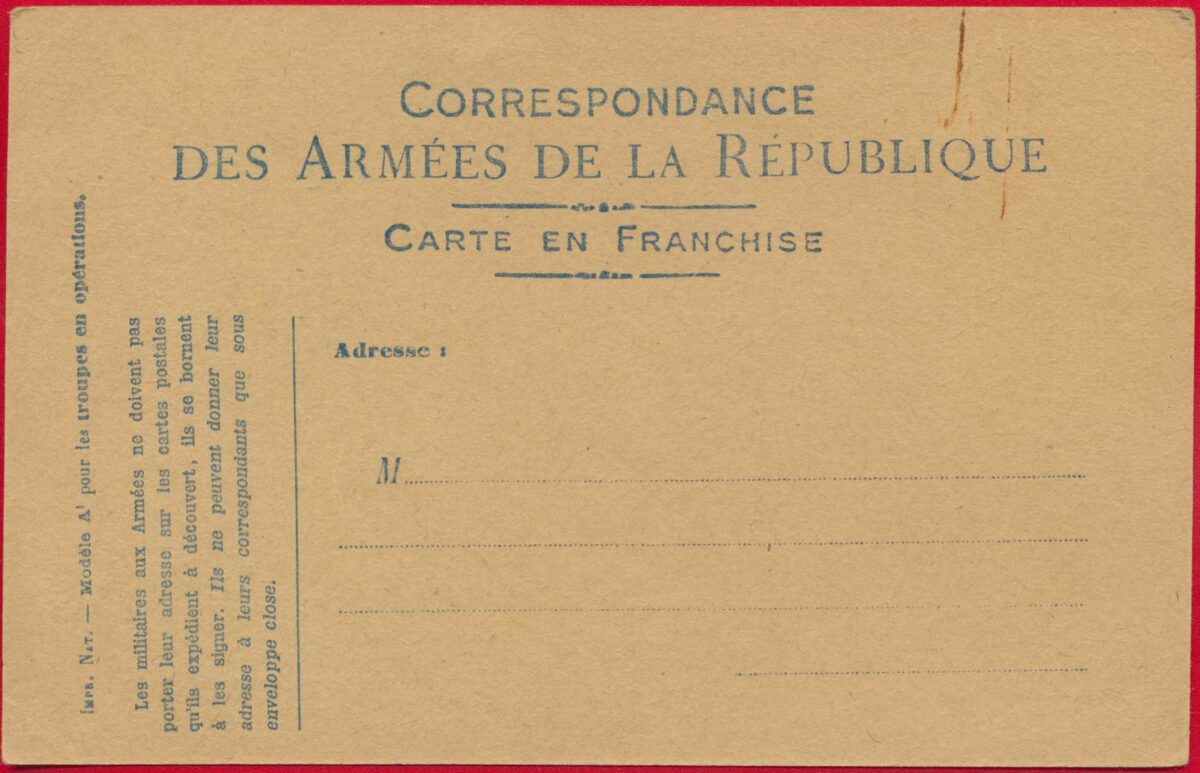 CORRESPONDANCE
DES ARMÉES DE LA RÉPUBLIQUE
CARTE EN FRANCHISE
IMPR. NAT. — Modèle A¹ pour les troupes en opérations.
Les militaires aux Armées ne doivent pas
porter leur adresse sur les cartes postales
qu'ils expédient à découvert, ils se bornent
à les signer. Ils ne peuvent donner leur
adresse à leurs correspondants que sous
enveloppe close.
Adresse :
M